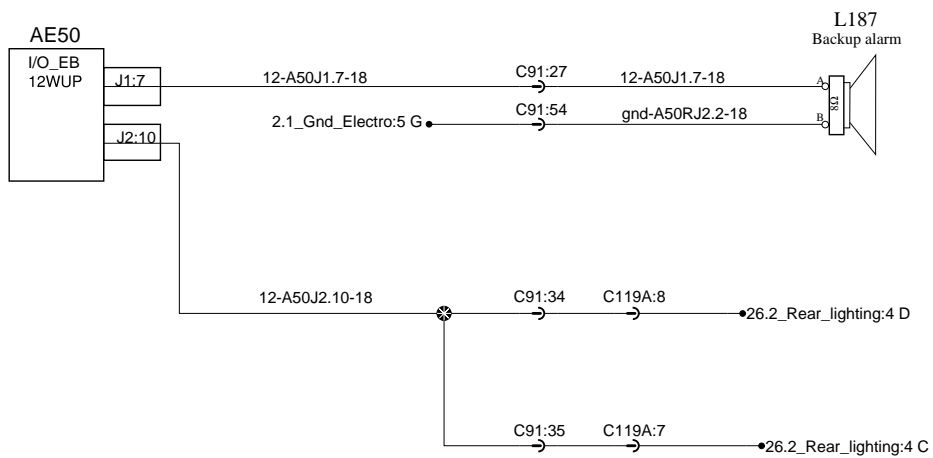 L187
Backup alarm
AE50
I/O_EB
12WUP
J1:7
12-A50J1.7-18
C91:27
12-A50J1.7-18
A
8Ω
2.1_Gnd_Electro:5 G
C91:54
gnd-A50RJ2.2-18
B
J2:10
12-A50J2.10-18
C91:34
C119A:8
26.2_Rear_lighting:4 D
C91:35
C119A:7
26.2_Rear_lighting:4 C